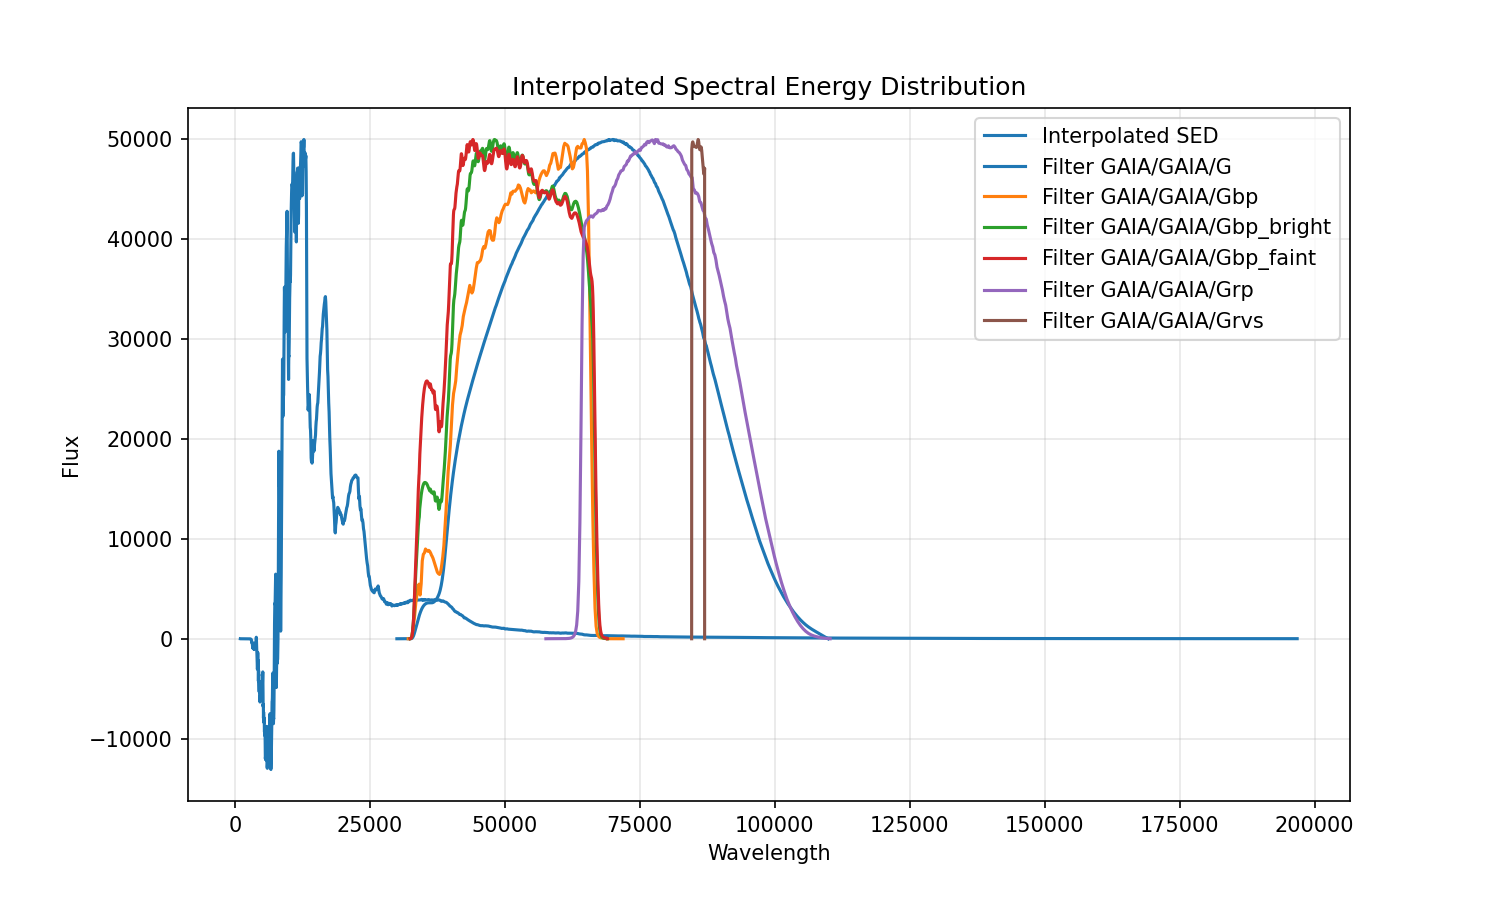 Interpolated Spectral Energy Distribution
Interpolated SED
Filter GAIA/GAIA/G
Filter GAIA/GAIA/Gbp
Filter GAIA/GAIA/Gbp_bright
Filter GAIA/GAIA/Gbp_faint
Filter GAIA/GAIA/Grp
Filter GAIA/GAIA/Grvs
Flux
50000
40000
30000
20000
10000
0
−10000
0 25000 50000 75000 100000 125000 150000 175000 200000
Wavelength